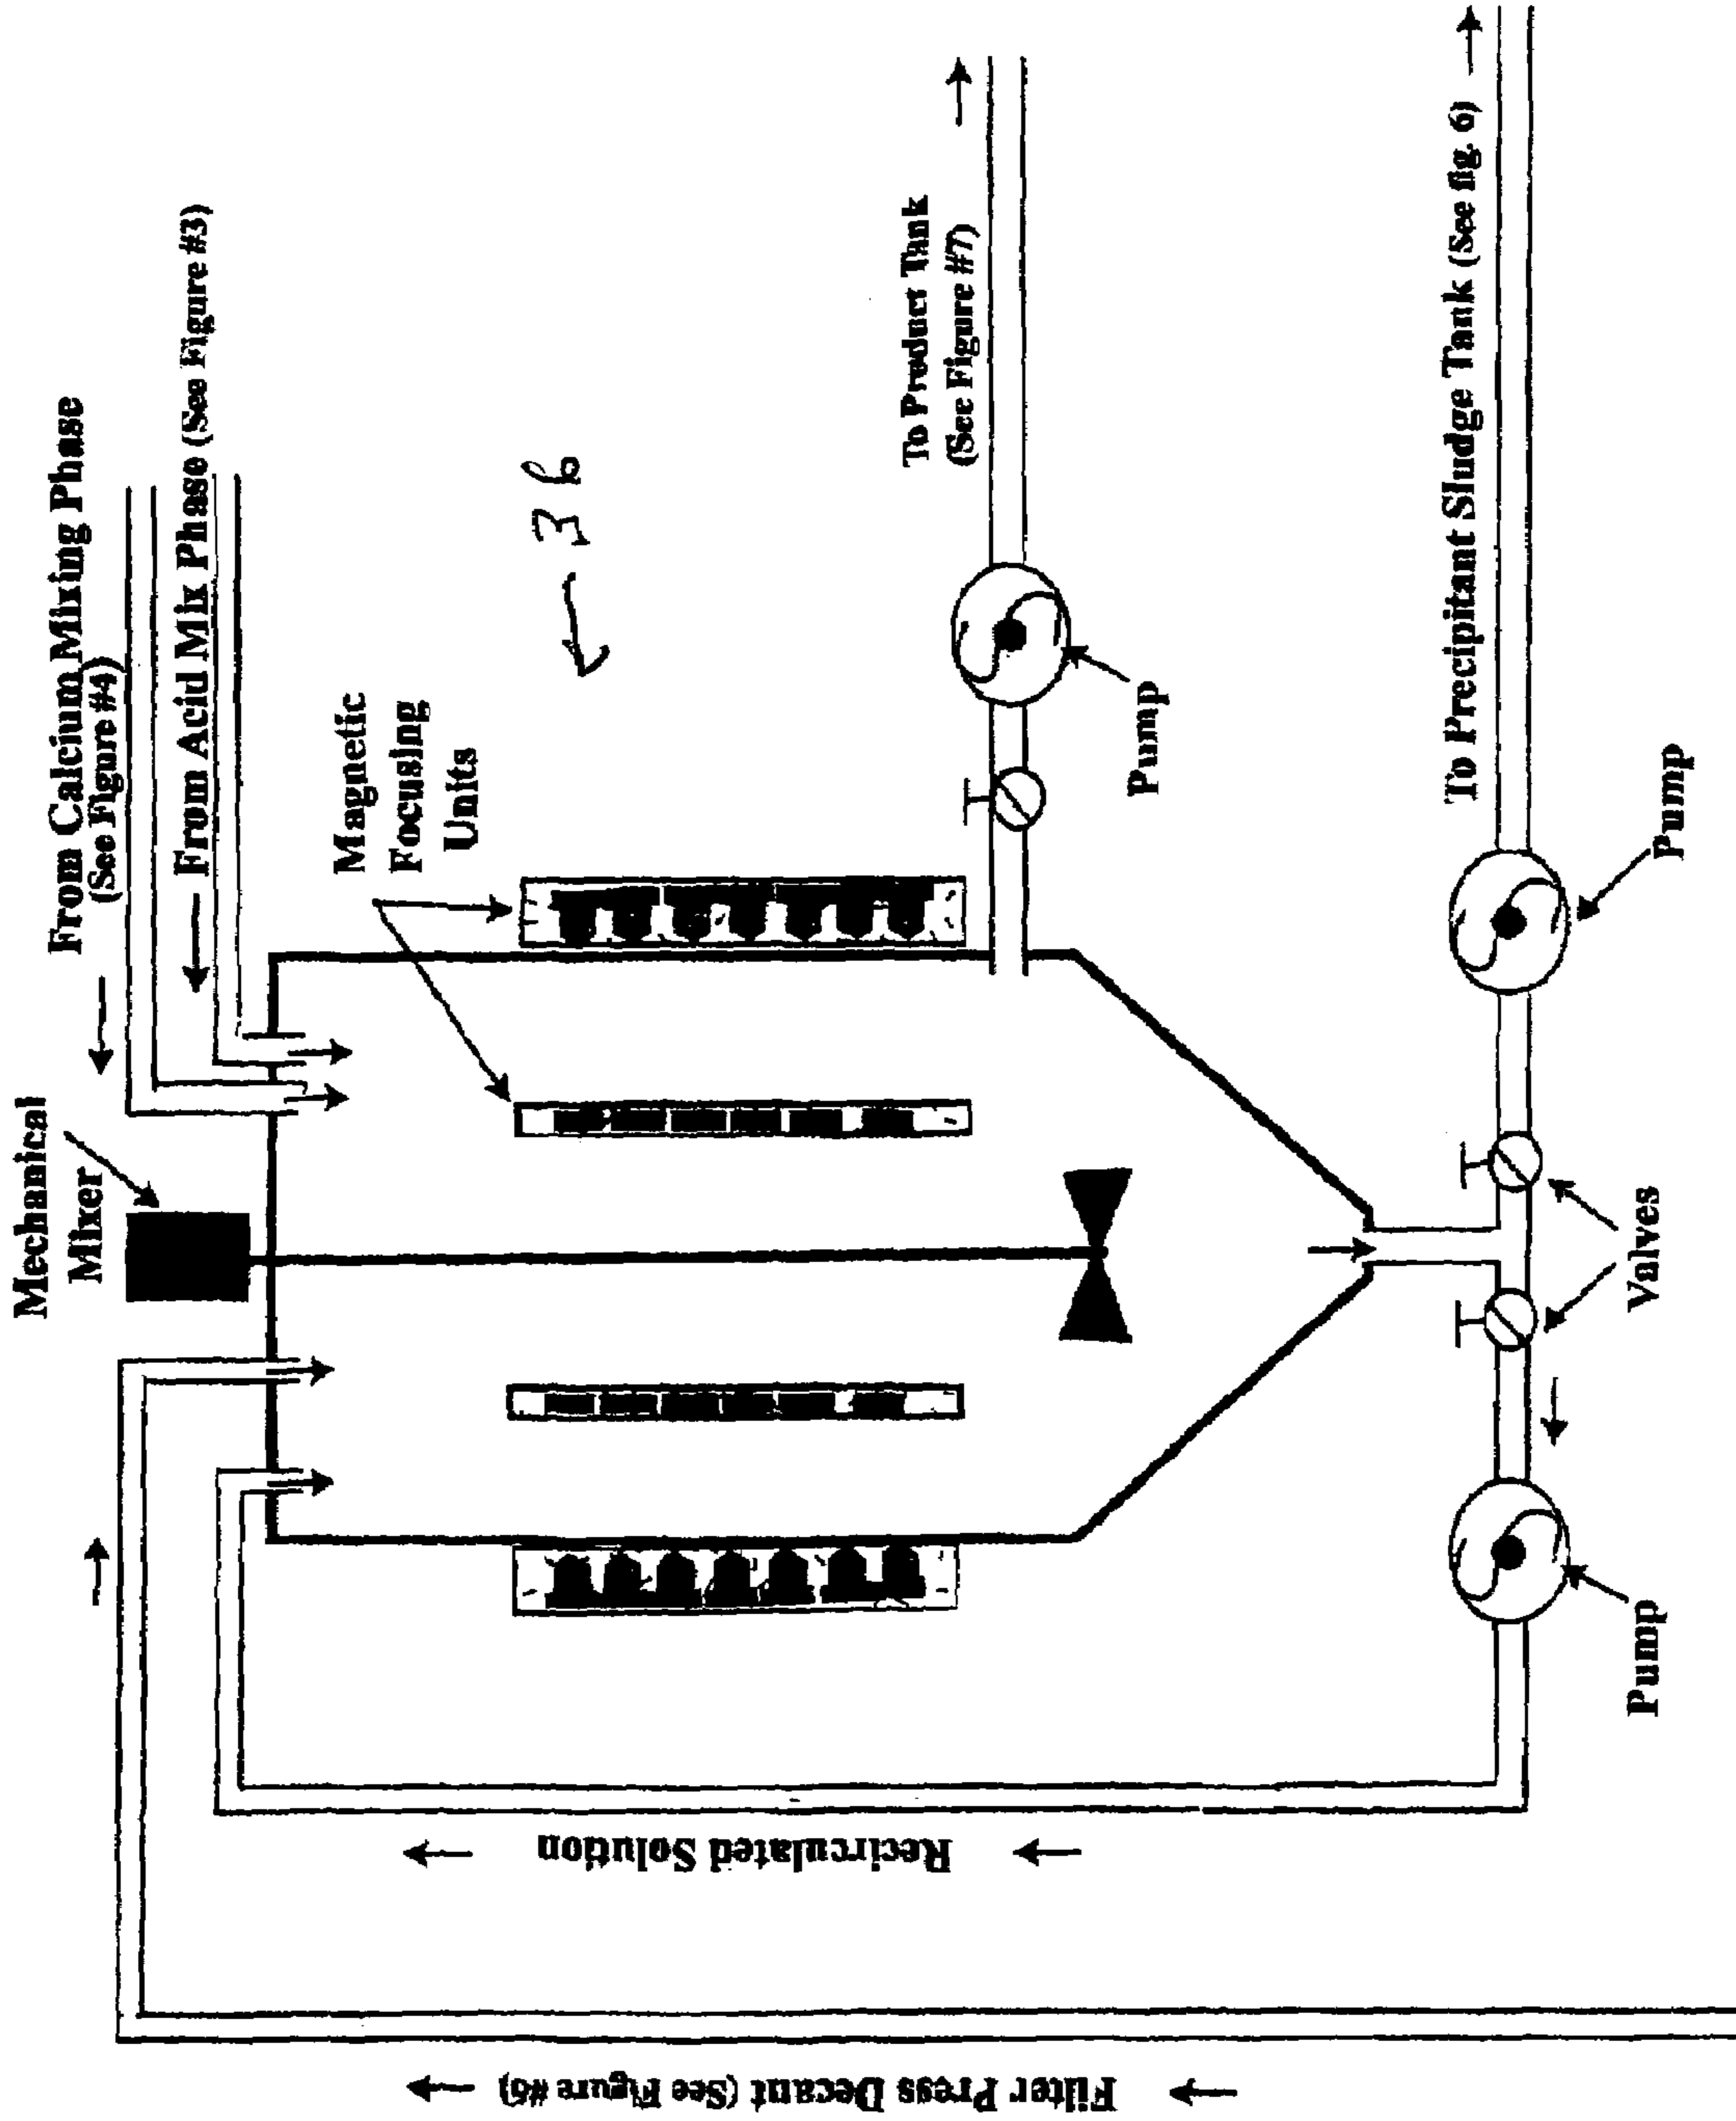 From Calcium Mixing Phase
(See Figure #4)
From Acid Mix Phase (See Figure #3)
Mechanical
Mixer
Magnetic
Focusing
Units
36
To Product Tank
(See Figure #7)
Pump
To Precipitant Sludge Tank (See fig. 6)
Pump
Valves
Pump
Recirculated Solution
Filter Press Decant (See Figure #6)